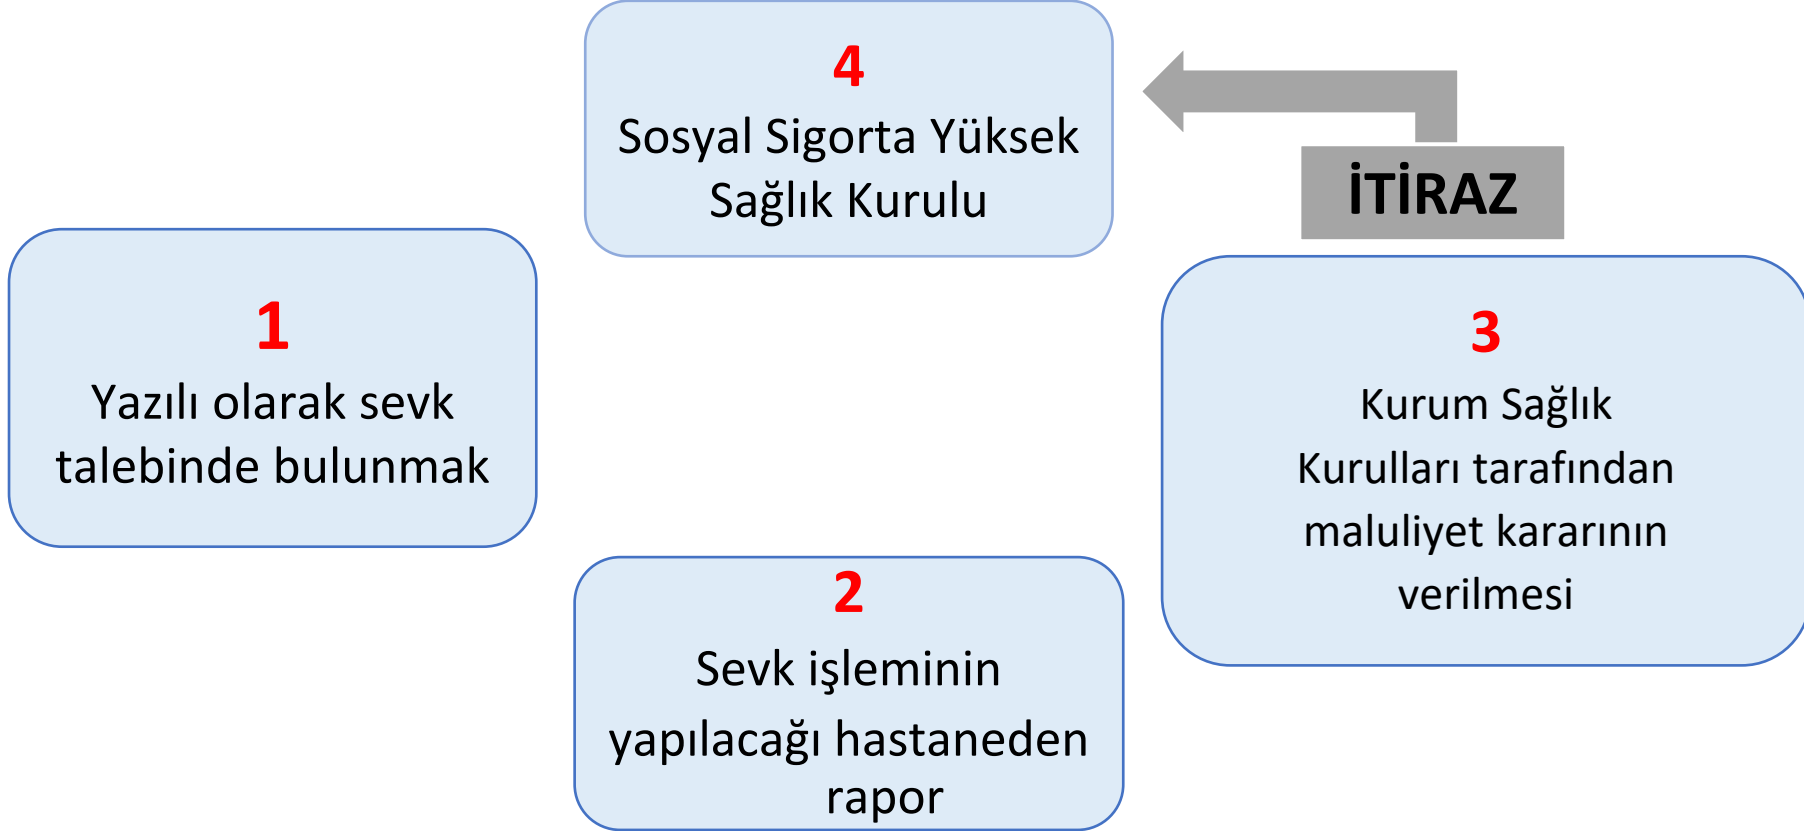 1
Yazılı olarak sevk
talebinde bulunmak
2
Sevk işleminin
yapılacağı hastaneden
rapor
3
Kurum Sağlık
Kurulları tarafından
maluliyet kararının
verilmesi
İTİRAZ
4
Sosyal Sigorta Yüksek
Sağlık Kurulu